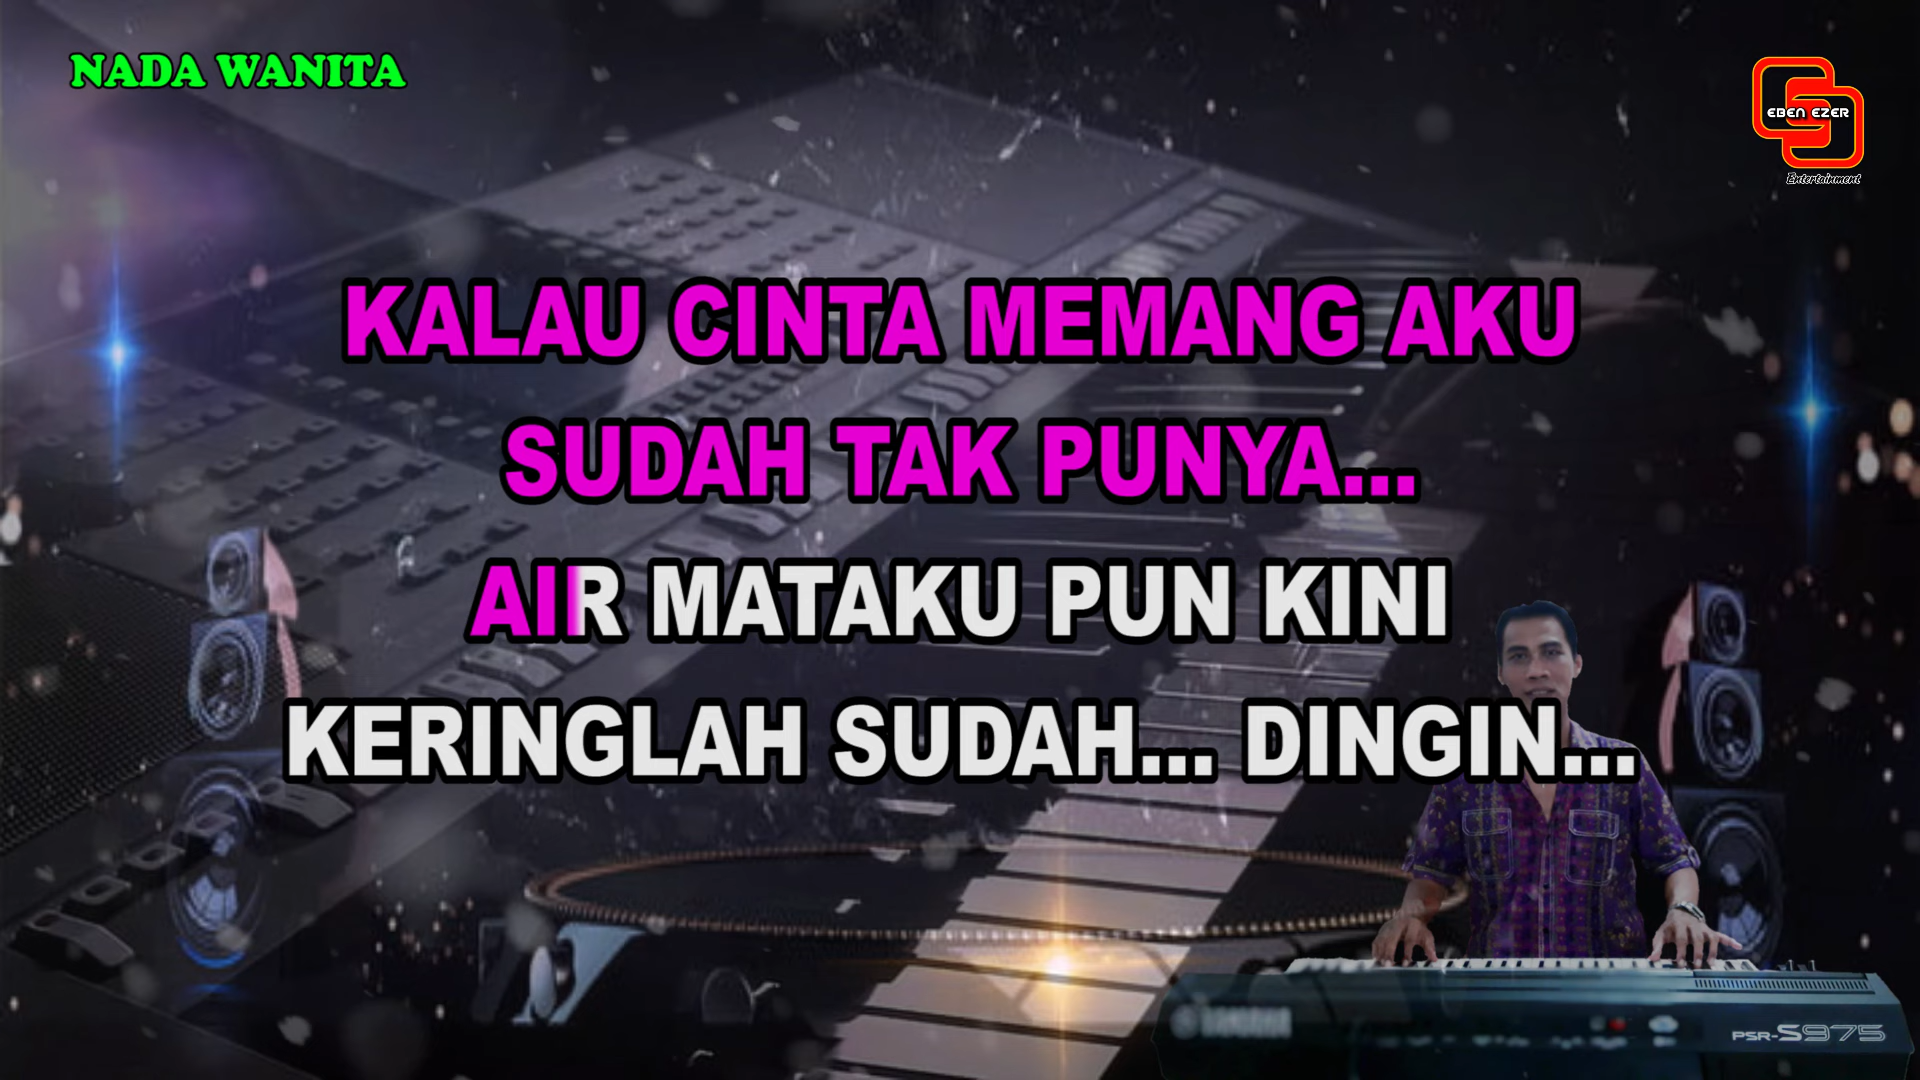 NADA WANITA
EBEN EZER
Entertainment
KALAU CINTA MEMANG AKU
SUDAH TAK PUNYA...
AIR MATAKU PUN KINI
KERINGLAH SUDAH... DINGIN...
YAMAHA
PSR-S975